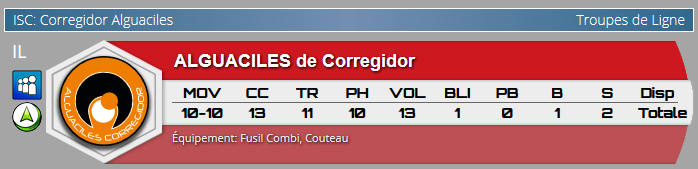 ISC: Corregidor Alguaciles Troupes de Ligne
IL
ALGUACILES de Corregidor
MOV CC TR PH VOL BLI PB B S Disp
10-10 13 11 10 13 1 0 1 2 Totale
Équipement: Fusil Combi, Couteau
ALGUACILES CORREGIDOR